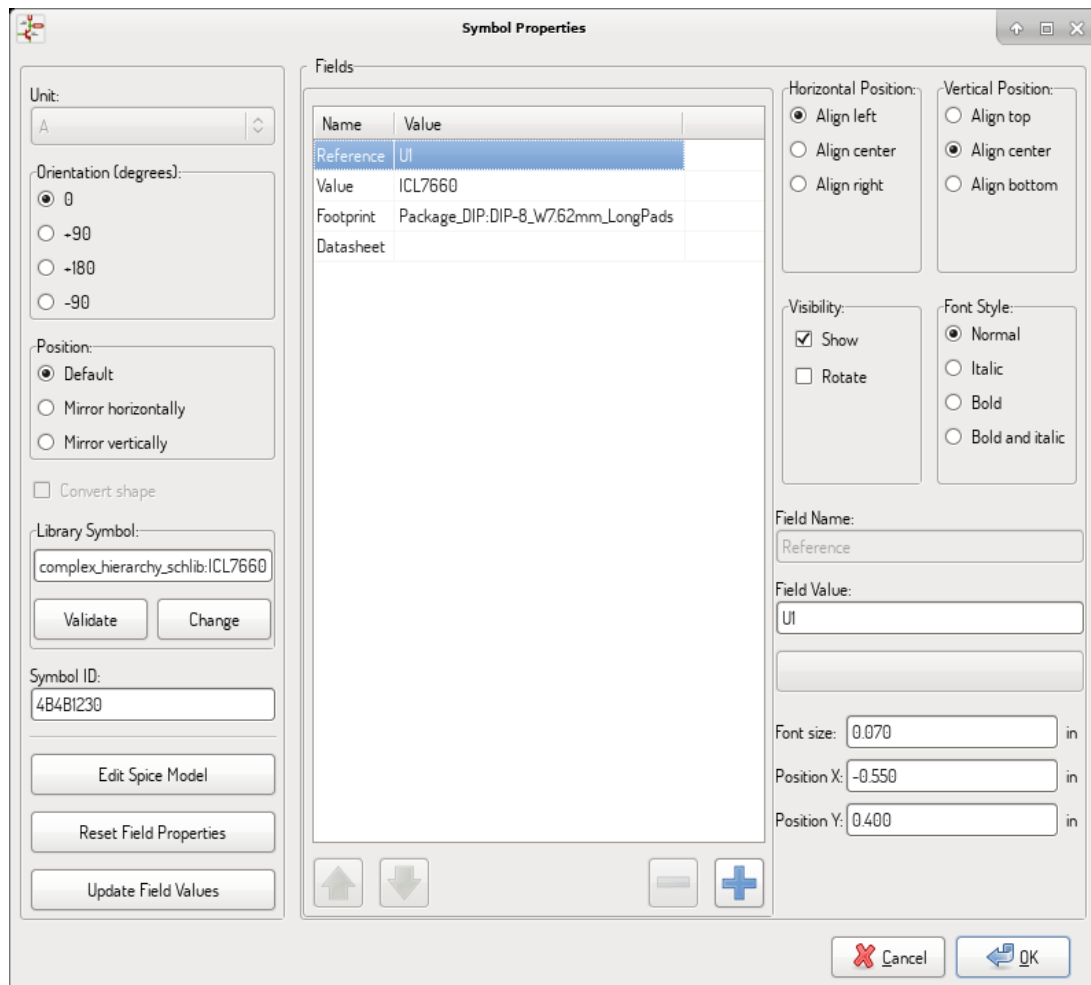 Symbol Properties
Unit:
A
Orientation (degrees):
0
+90
+180
-90
Position:
Default
Mirror horizontally
Mirror vertically
Convert shape
Library Symbol:
complex_hierarchy_schlib:ICL7660
Validate
Change
Symbol ID:
4B4B1230
Edit Spice Model
Reset Field Properties
Update Field Values
Fields
Name Value
Reference U1
Value ICL7660
Footprint Package_DIP:DIP-8_W7.62mm_LongPads
Datasheet
Horizontal Position:
Align left
Align center
Align right
Vertical Position:
Align top
Align center
Align bottom
Visibility:
Show
Rotate
Font Style:
Normal
Italic
Bold
Bold and italic
Field Name:
Reference
Field Value:
U1
Font size: 0.070 in
Position X: -0.550 in
Position Y: 0.400 in
Cancel
OK